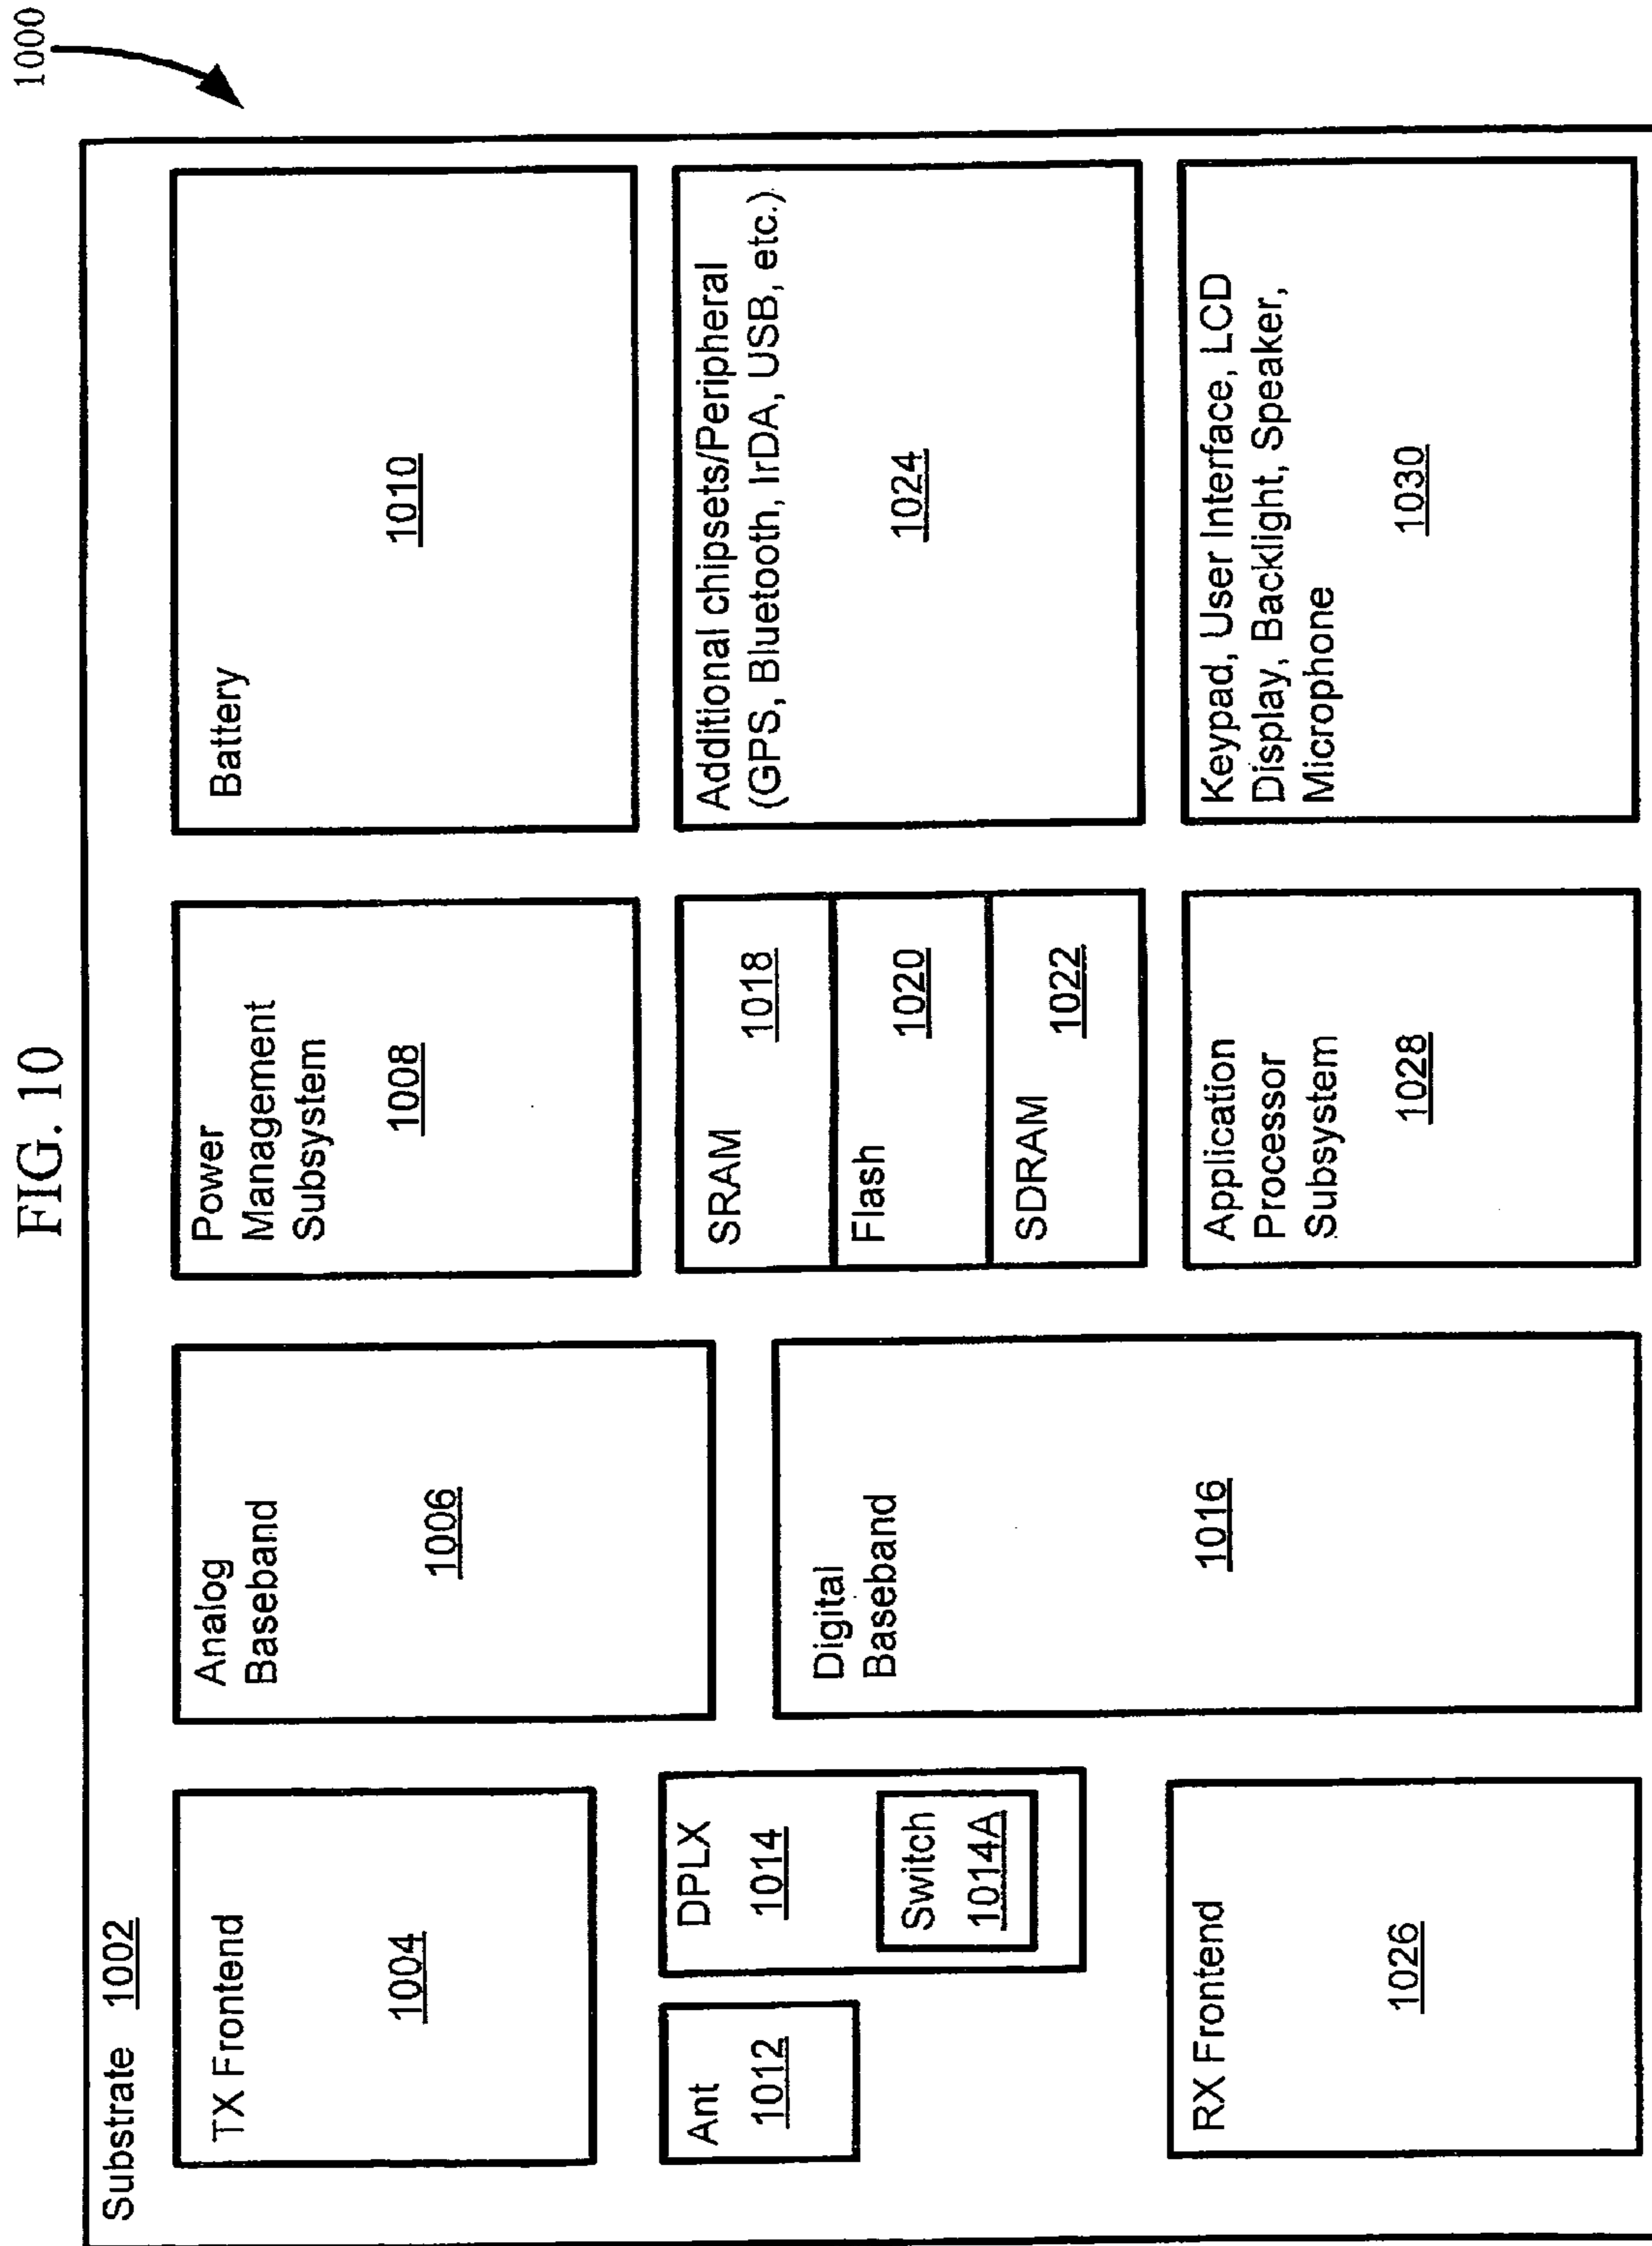 FIG. 10
1000
Substrate 1002
TX Frontend
1004
Analog
Baseband
1006
Power
Management
Subsystem
1008
Battery
1010
Ant
1012
DPLX
1014
Switch
1014A
Digital
Baseband
1016
SRAM
1018
Flash
1020
SDRAM
1022
Additional chipsets/Peripheral
(GPS, Bluetooth, IrDA, USB, etc.)
1024
RX Frontend
1026
Application
Processor
Subsystem
1028
Keypad, User Interface, LCD
Display, Backlight, Speaker,
Microphone
1030